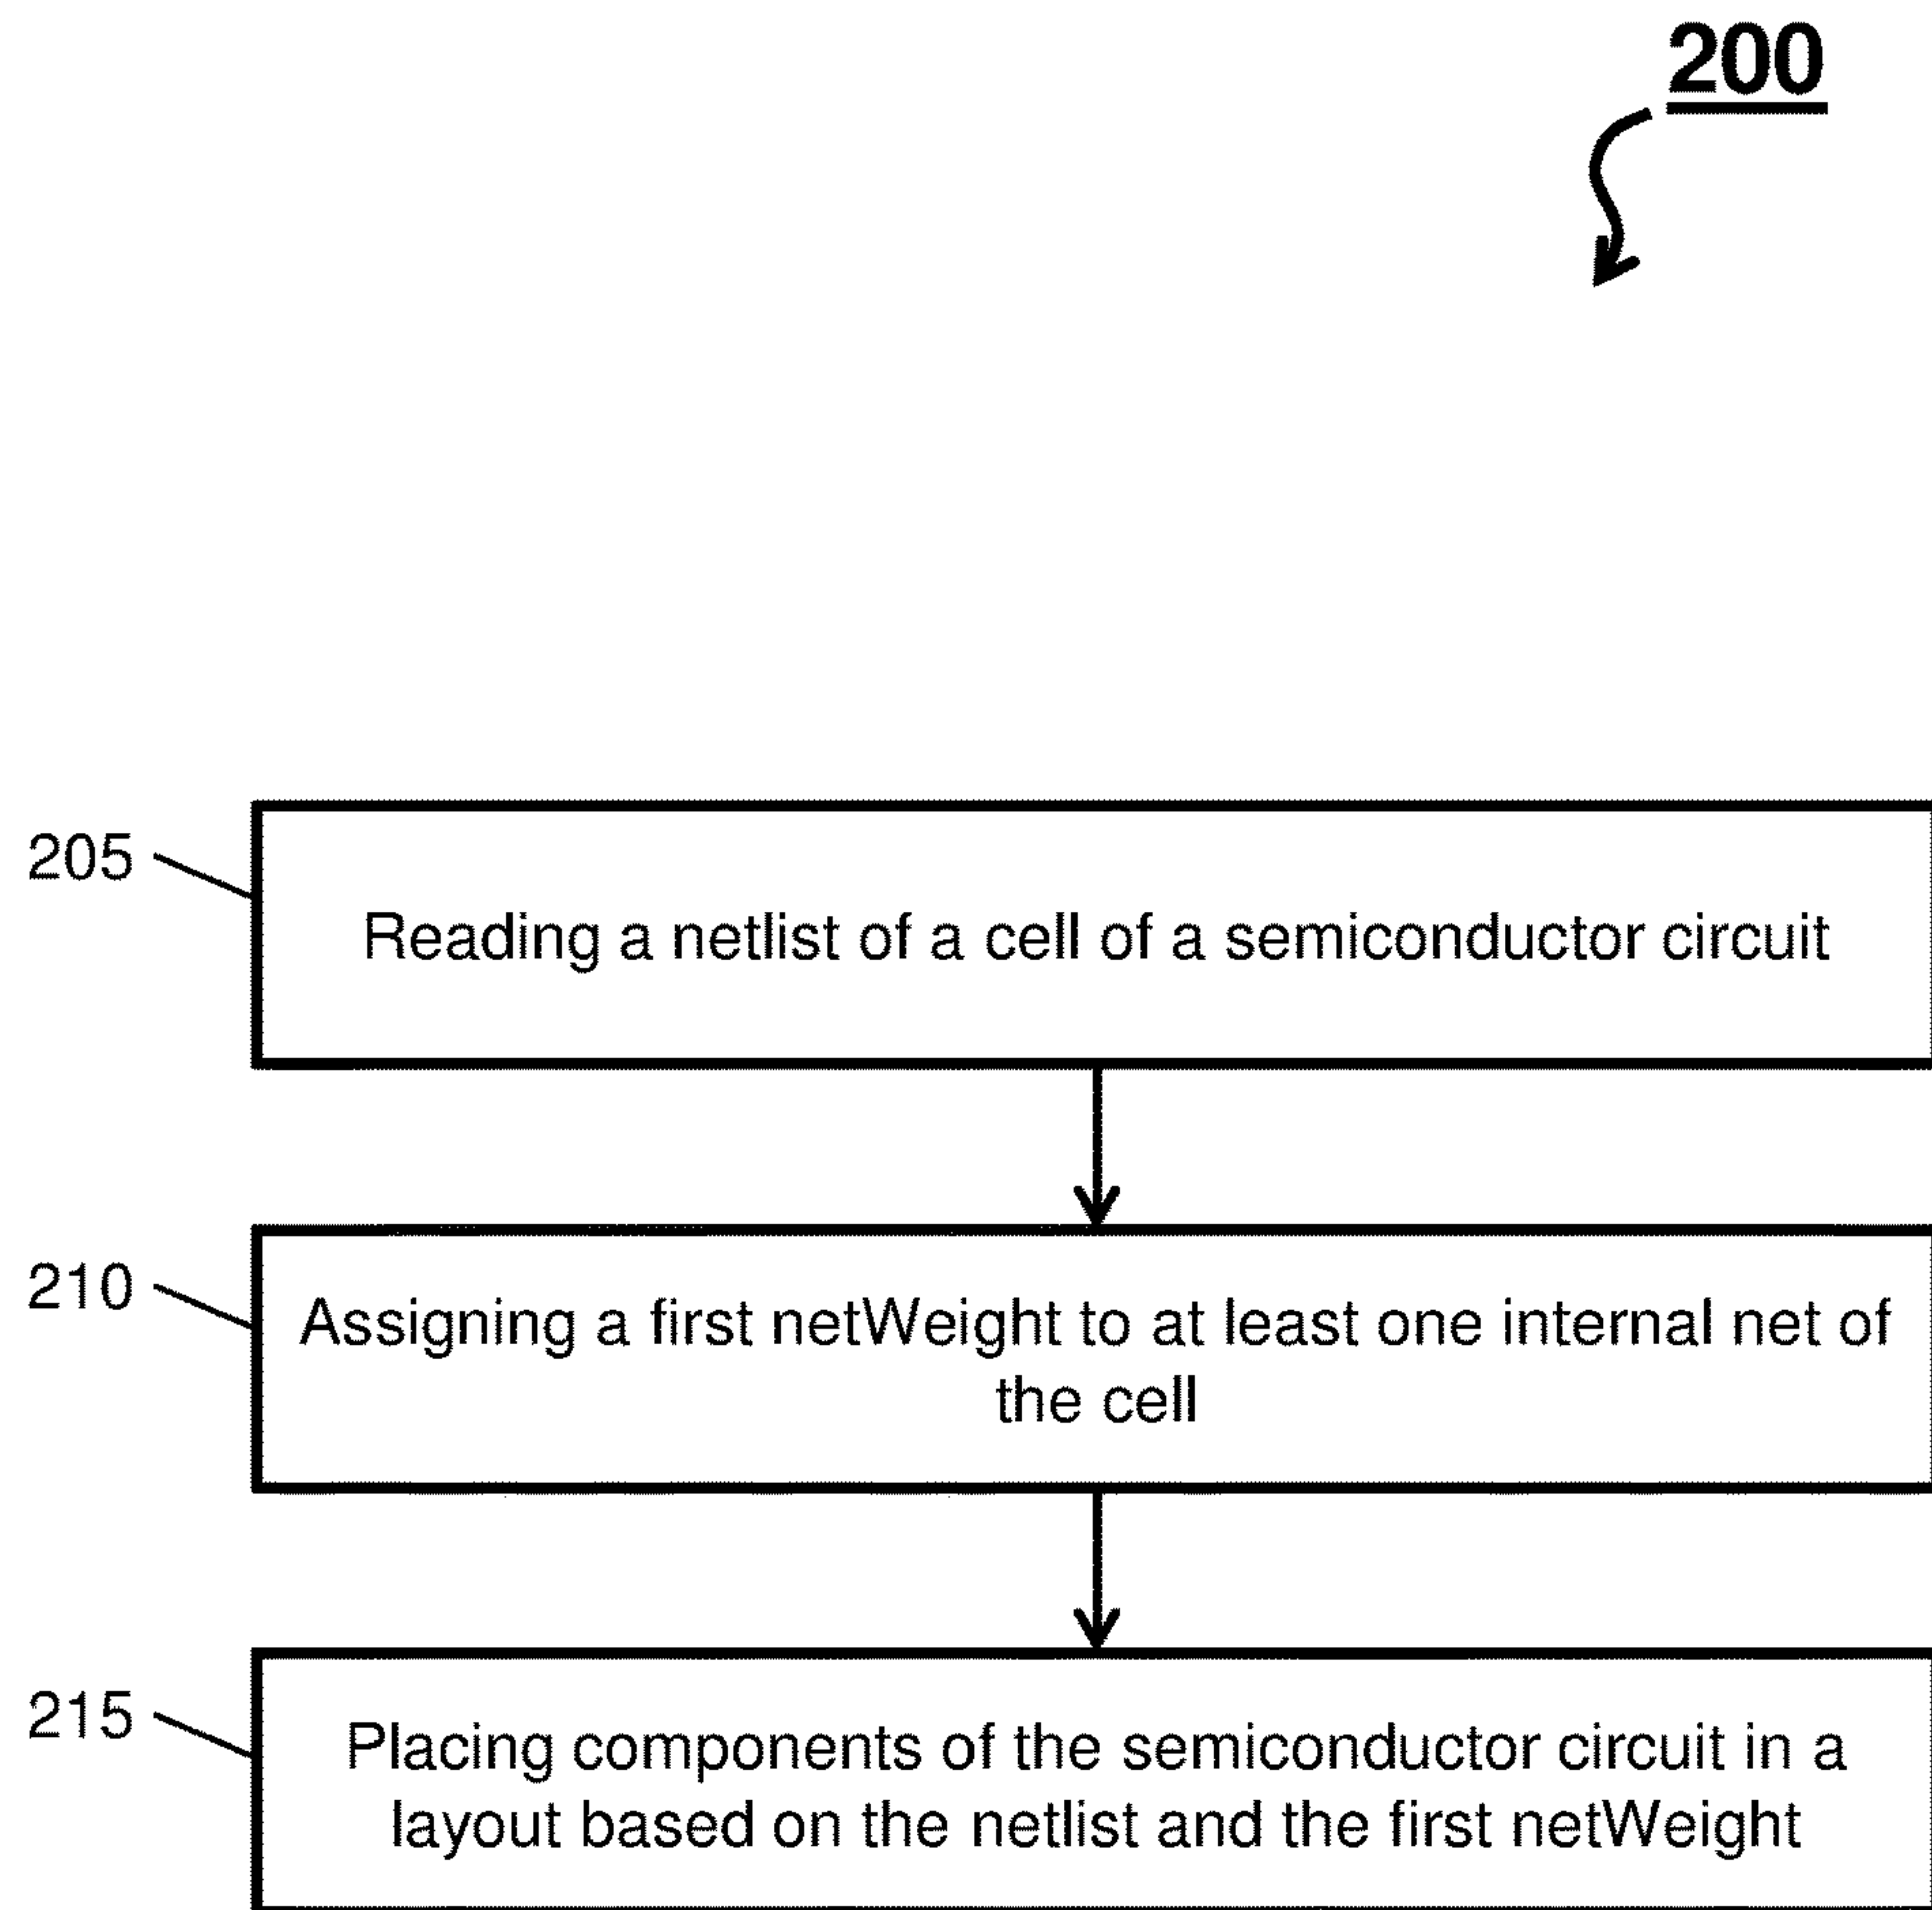 200
205
Reading a netlist of a cell of a semiconductor circuit
210
Assigning a first netWeight to at least one internal net of
the cell
215
Placing components of the semiconductor circuit in a
layout based on the netlist and the first netWeight